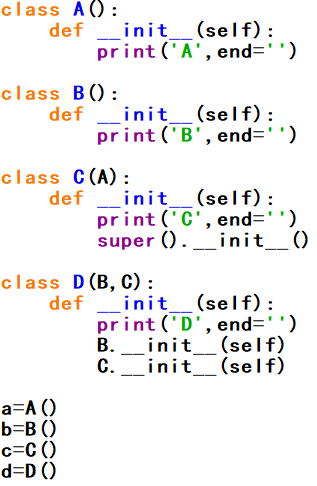 class A():
    def __init__(self):
        print('A',end='')

class B():
    def __init__(self):
        print('B',end='')

class C(A):
    def __init__(self):
        print('C',end='')
        super().__init__()

class D(B,C):
    def __init__(self):
        print('D',end='')
        B.__init__(self)
        C.__init__(self)

a=A()
b=B()
c=C()
d=D()